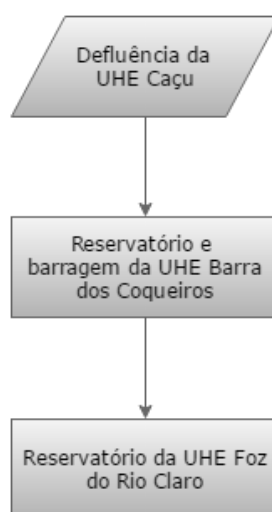 Defluência da
UHE Caçu
Reservatório e
barragem da UHE Barra
dos Coqueiros
Reservatório da UHE Foz
do Rio Claro